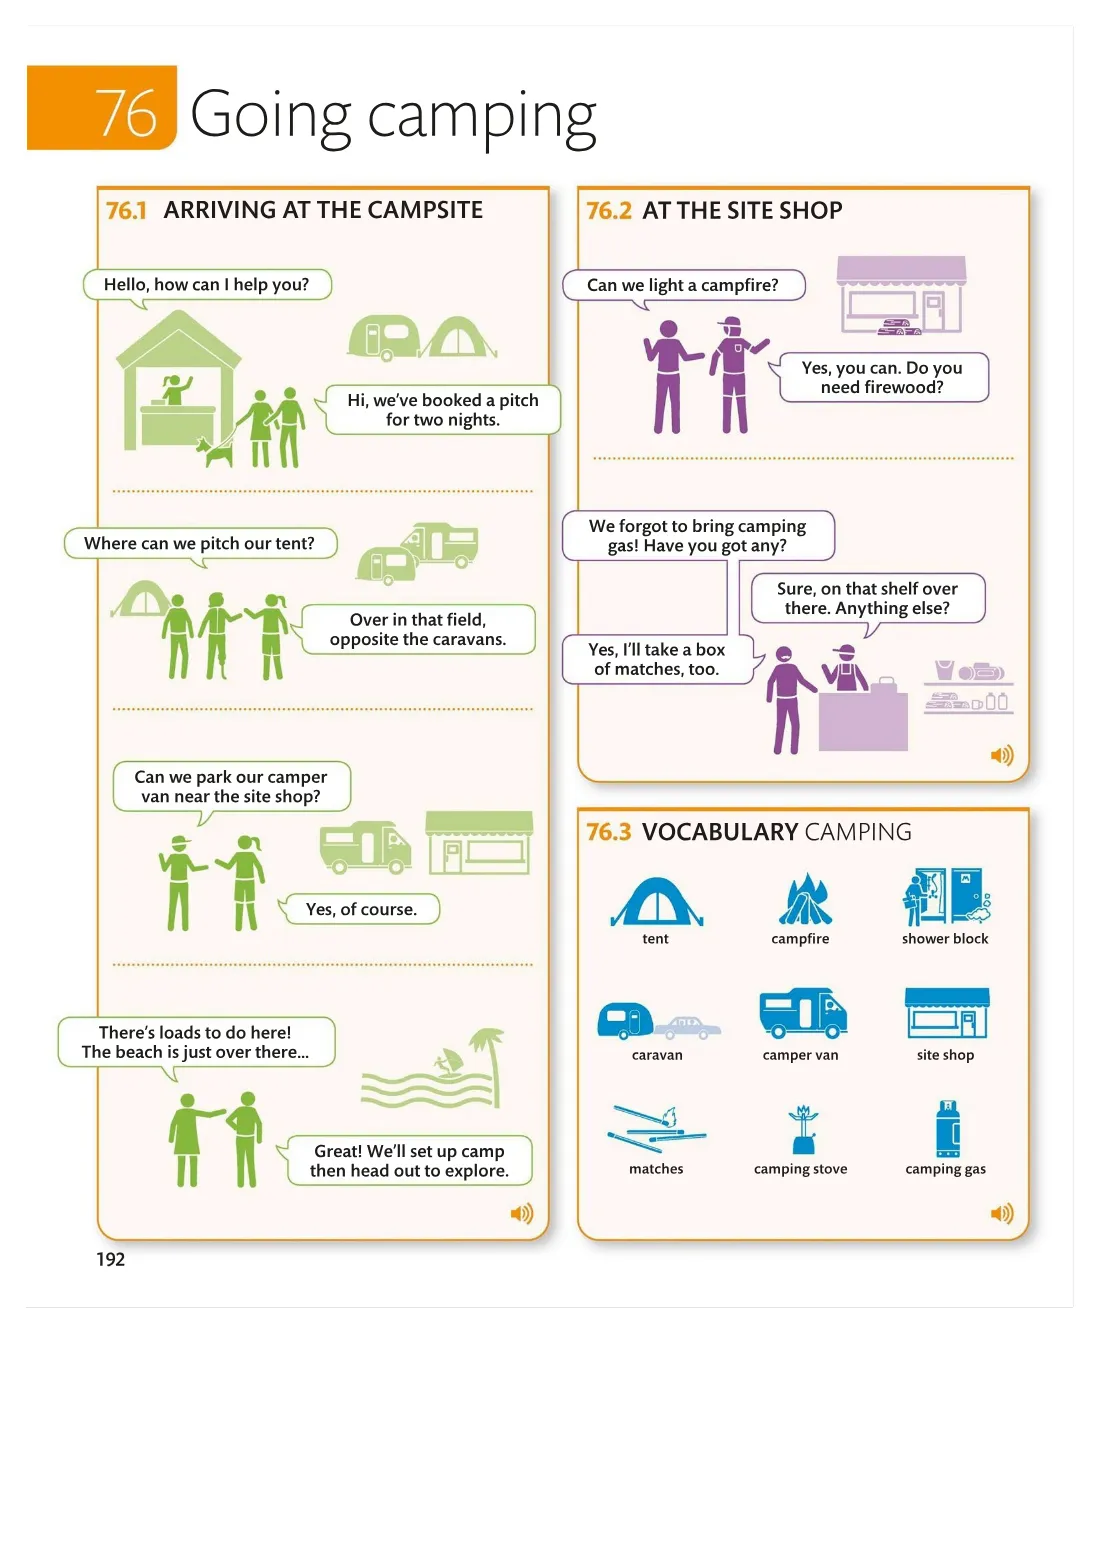 76 Going camping
76.1 ARRIVING AT THE CAMPSITE
Hello, how can I help you?
Hi, we've booked a pitch
for two nights.
Where can we pitch our tent?
Over in that field,
opposite the caravans.
Can we park our camper
van near the site shop?
Yes, of course.
There's loads to do here!
The beach is just over there...
Great! We'll set up camp
then head out to explore.
76.2 AT THE SITE SHOP
Can we light a campfire?
Yes, you can. Do you
need firewood?
We forgot to bring camping
gas! Have you got any?
Sure, on that shelf over
there. Anything else?
Yes, I'll take a box
of matches, too.
76.3 VOCABULARY CAMPING
tent
campfire
shower block
caravan
camper van
site shop
matches
camping stove
camping gas
192